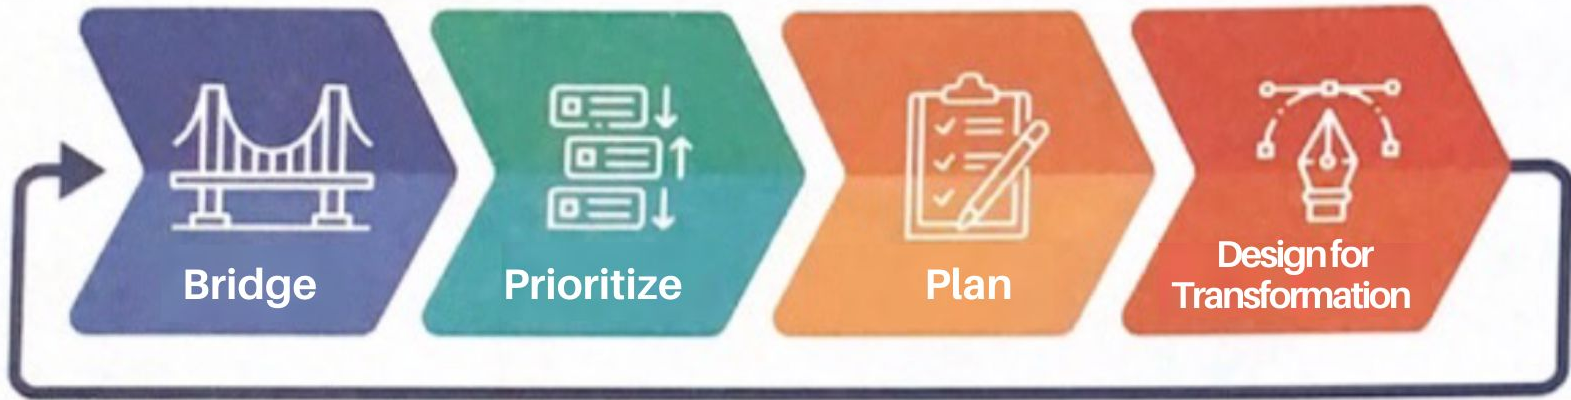 Bridge
Prioritize
Plan
Design for
Transformation